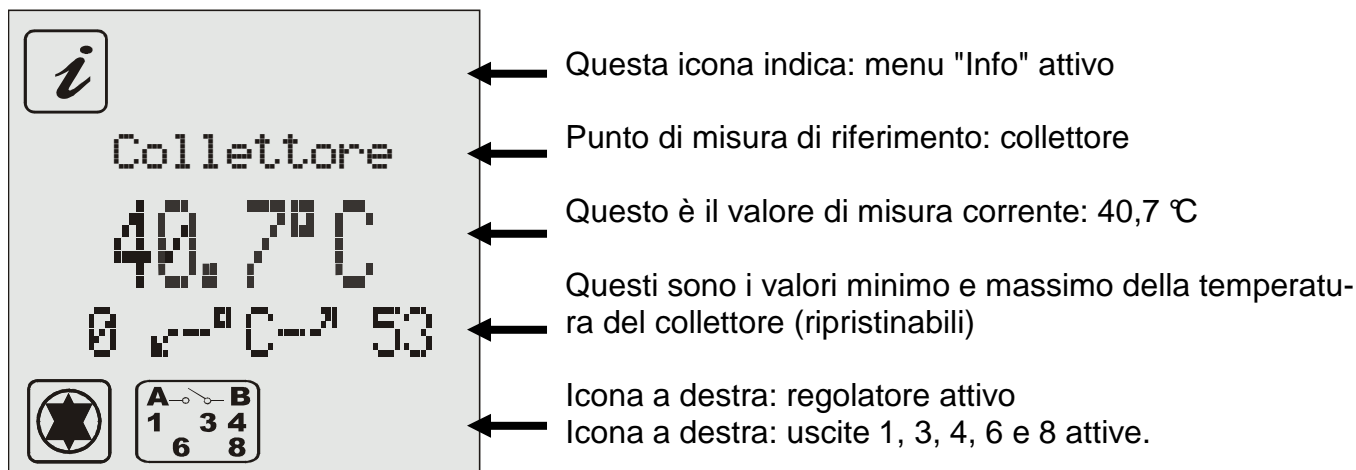 i
Questa icona indica: menu "Info" attivo
Collettore
Punto di misura di riferimento: collettore
40.7°C
Questo è il valore di misura corrente: 40,7 °C
0 °C 53
Questi sono i valori minimo e massimo della temperatu-
ra del collettore (ripristinabili)
A B
1 3 4
6 8
Icona a destra: regolatore attivo
Icona a destra: uscite 1, 3, 4, 6 e 8 attive.